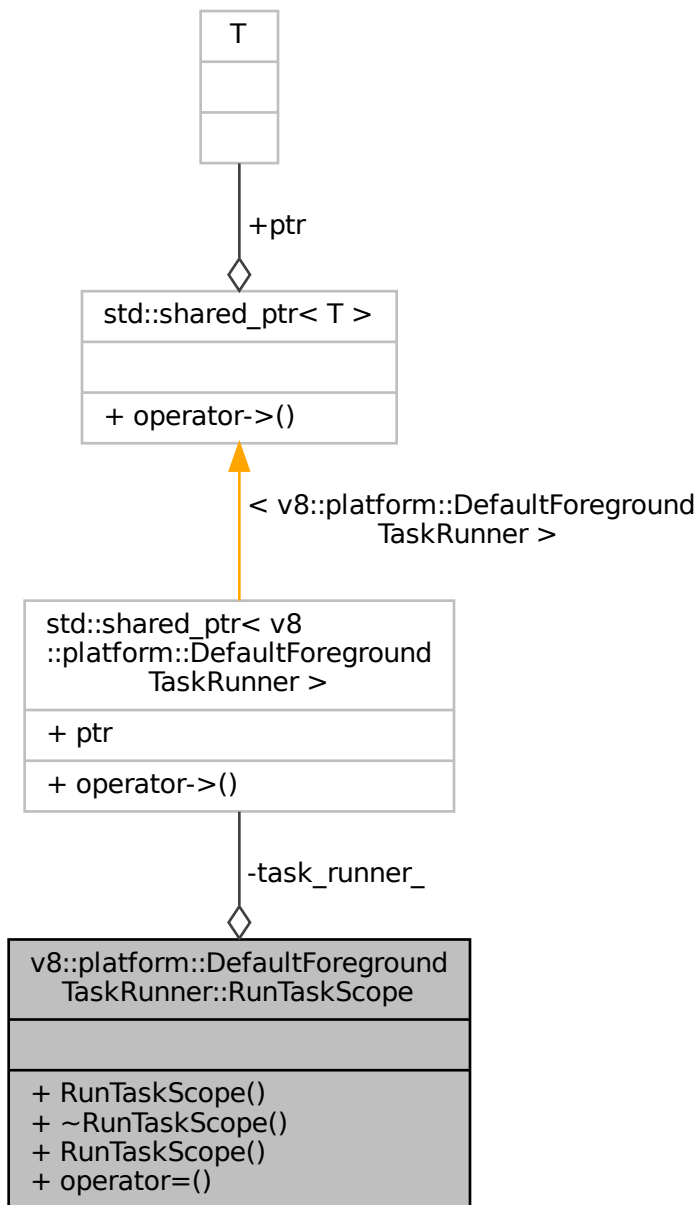 T
+ptr
std::shared_ptr< T >
+ operator->()
< v8::platform::DefaultForeground
TaskRunner >
std::shared_ptr< v8
::platform::DefaultForeground
TaskRunner >
+ ptr
+ operator->()
-task_runner_
v8::platform::DefaultForeground
TaskRunner::RunTaskScope
+ RunTaskScope()
+ ~RunTaskScope()
+ RunTaskScope()
+ operator=()